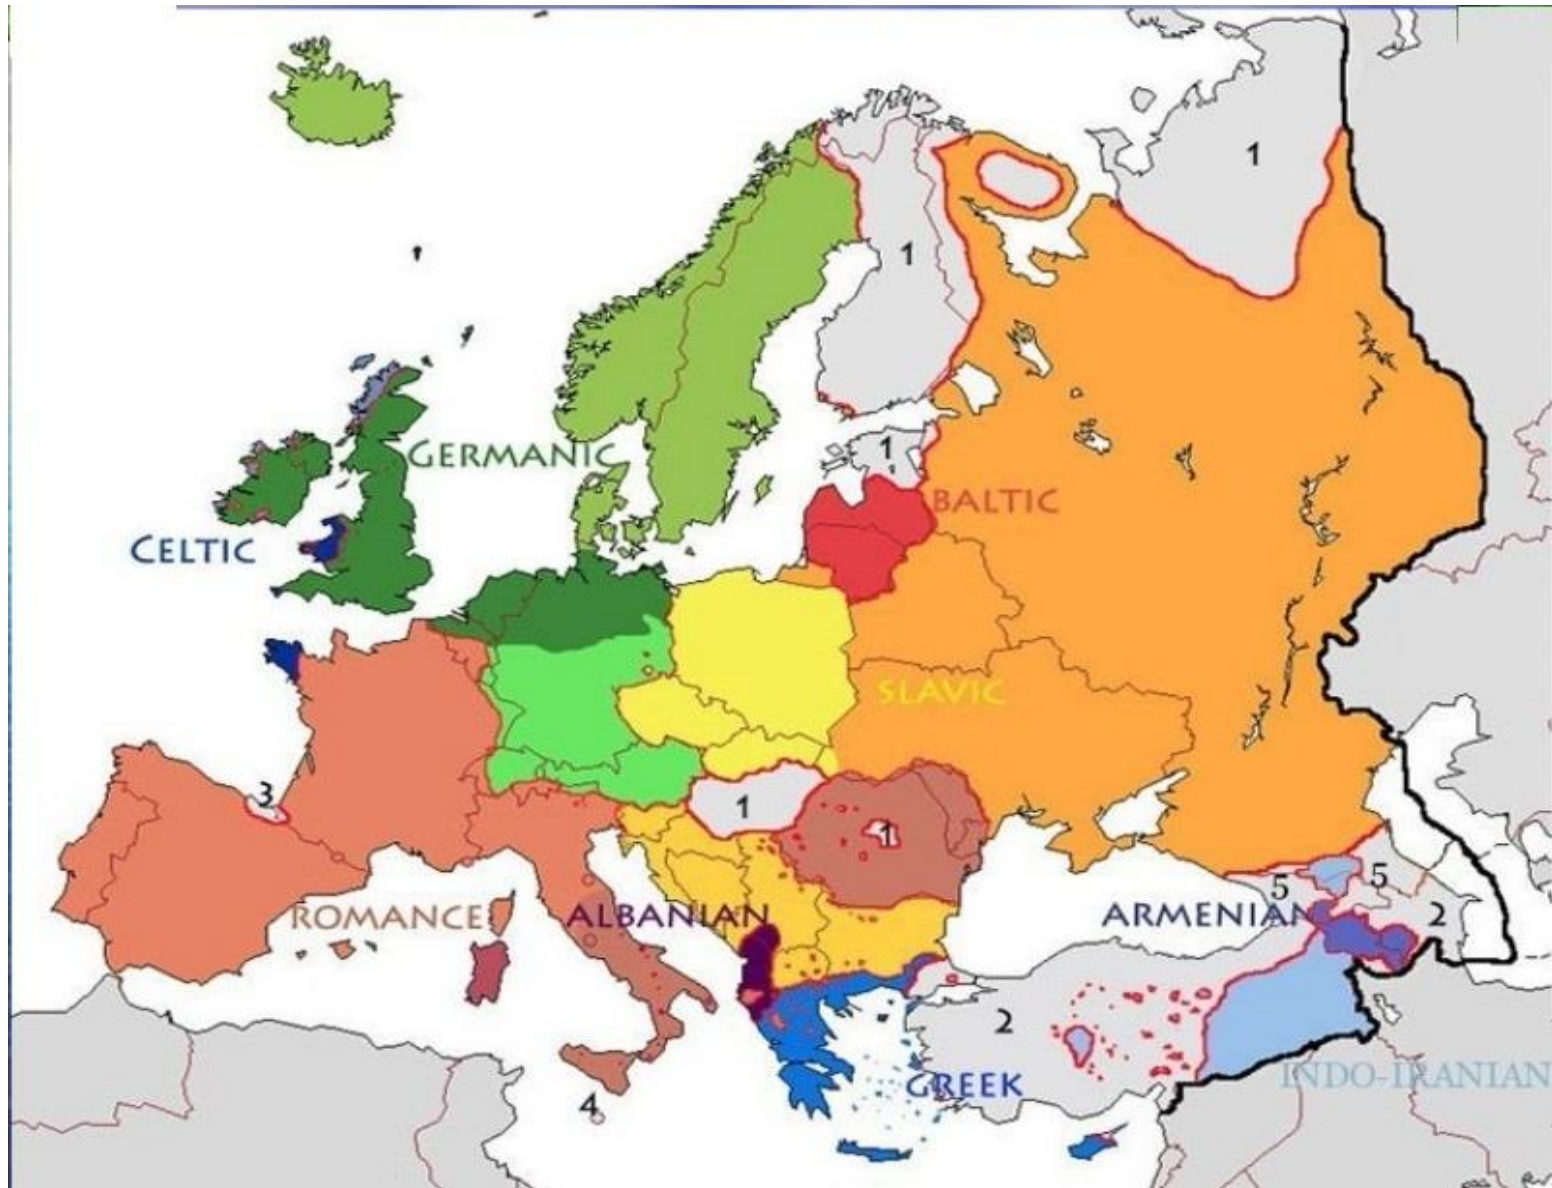 1
1
GERMANIC
1
BALTIC
CELTIC
SLAVIC
3
1
1
5
5
ROMANCE
ALBANIAN
ARMENIAN
2
2
GREEK
INDO-IRANIAN
4